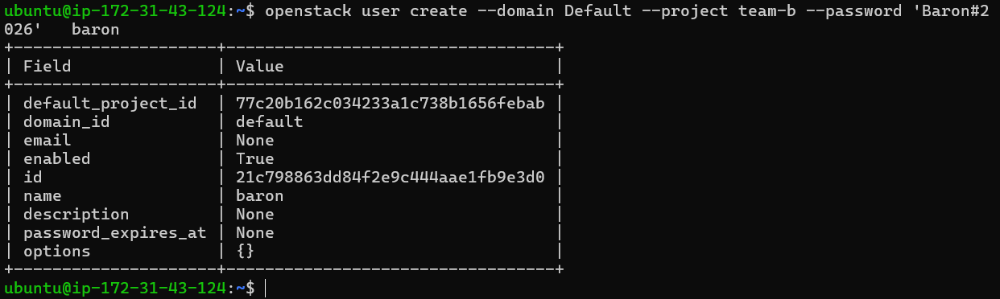 ubuntu@ip-172-31-43-124:~$ openstack user create --domain Default --project team-b --password 'Baron#2
026'   baron
+---------------------+----------------------------------+
| Field               | Value                            |
+---------------------+----------------------------------+
| default_project_id  | 77c20b162c034233a1c738b1656febab |
| domain_id           | default                          |
| email               | None                             |
| enabled             | True                             |
| id                  | 21c798863dd84f2e9c444aae1fb9e3d0 |
| name                | baron                            |
| description         | None                             |
| password_expires_at | None                             |
| options             | {}                               |
+---------------------+----------------------------------+
ubuntu@ip-172-31-43-124:~$